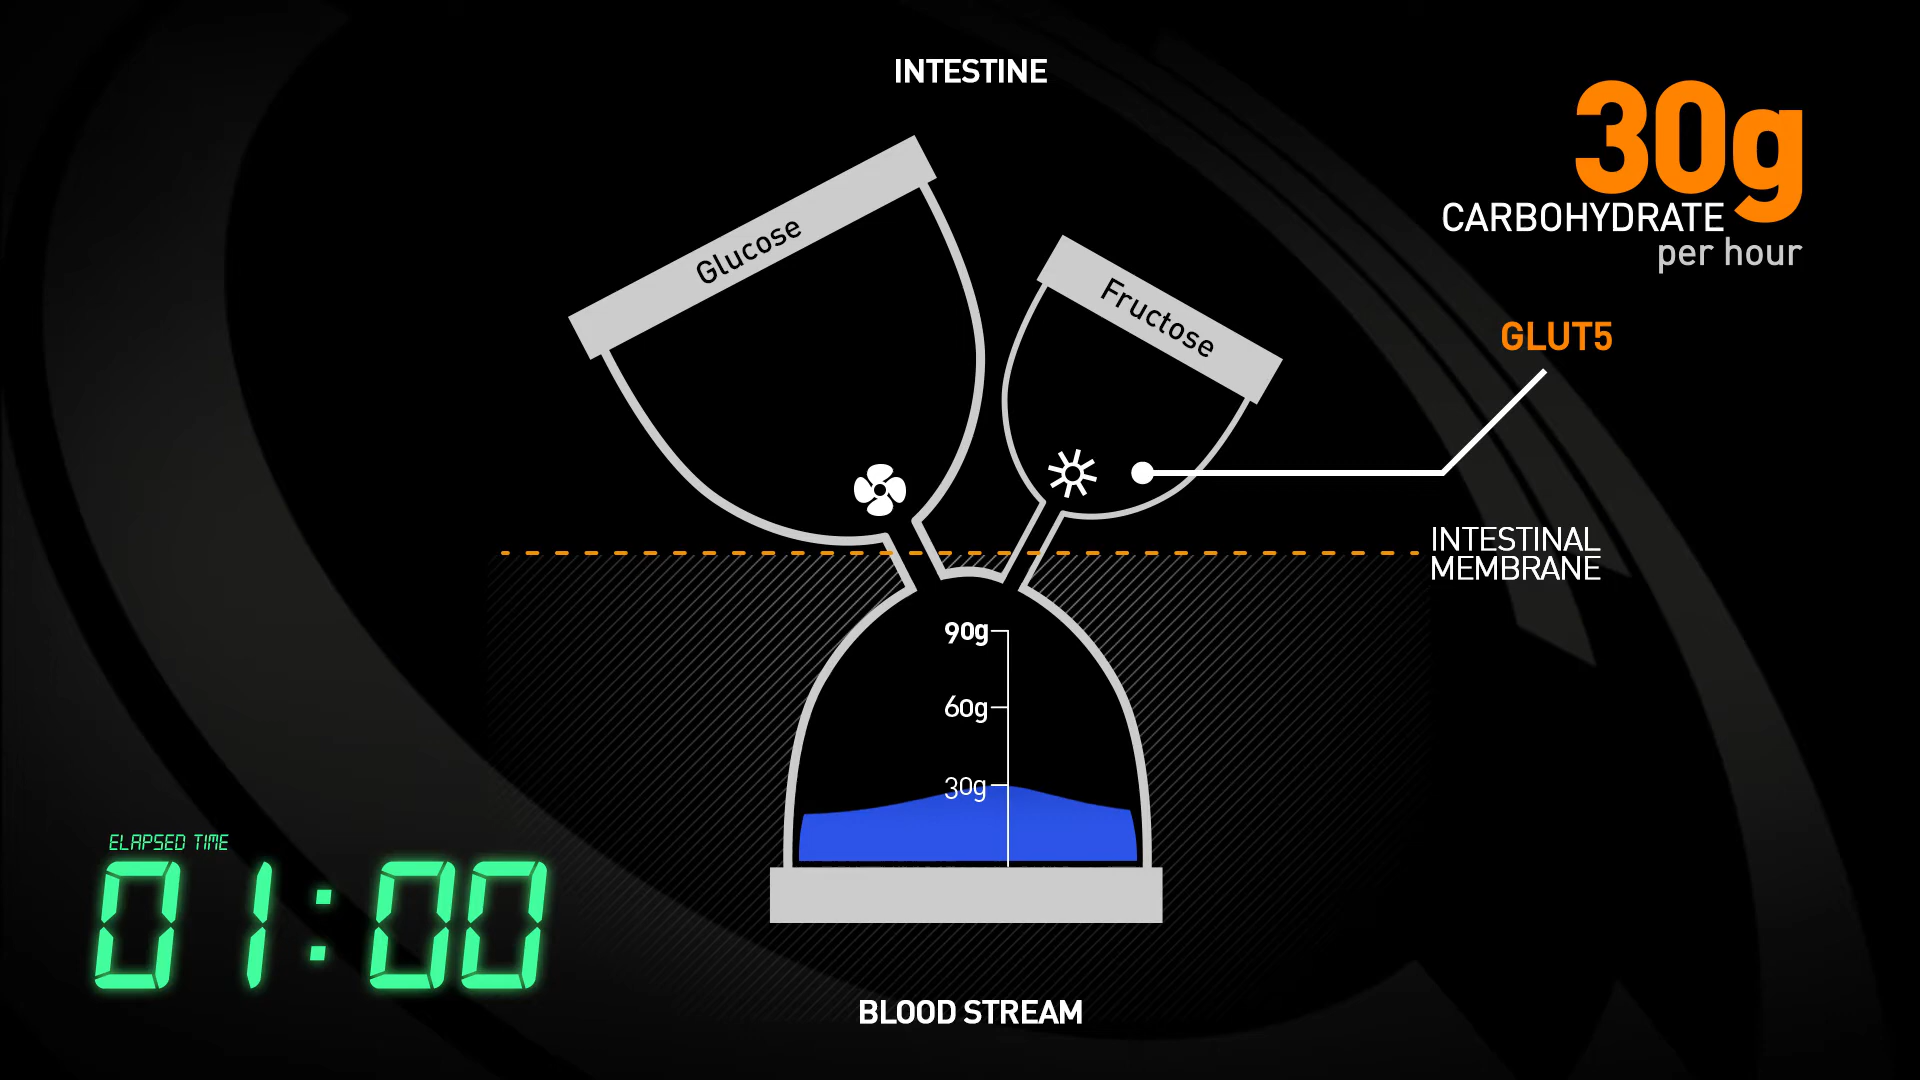 INTESTINE
30g
CARBOHYDRATE
per hour
Glucose
Fructose
GLUT5
INTESTINAL
MEMBRANE
90g
60g
30g
ELAPSED TIME
01:00
BLOOD STREAM